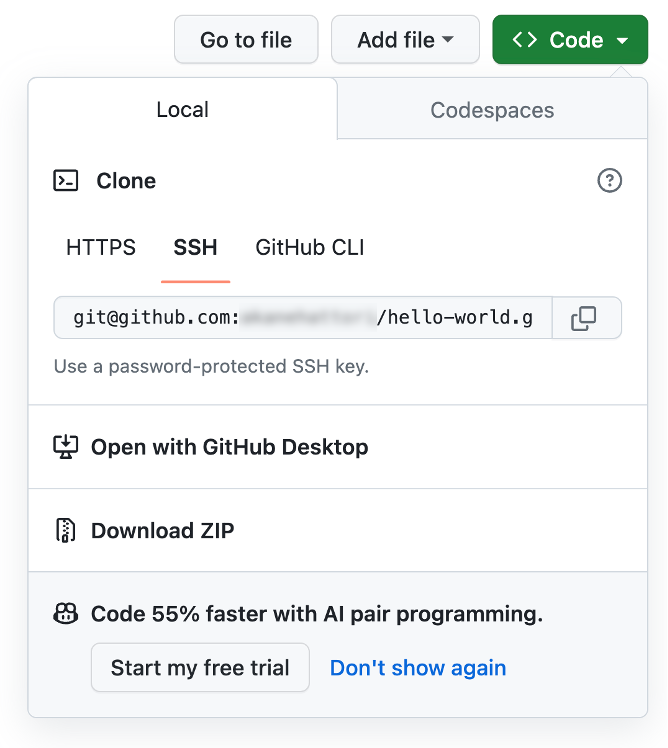 Go to file Add file Code
Local Codespaces
Clone
HTTPS SSH GitHub CLI
git@github.com: /hello-world.g
Use a password-protected SSH key.
Open with GitHub Desktop
Download ZIP
Code 55% faster with AI pair programming.
Start my free trial Don't show again